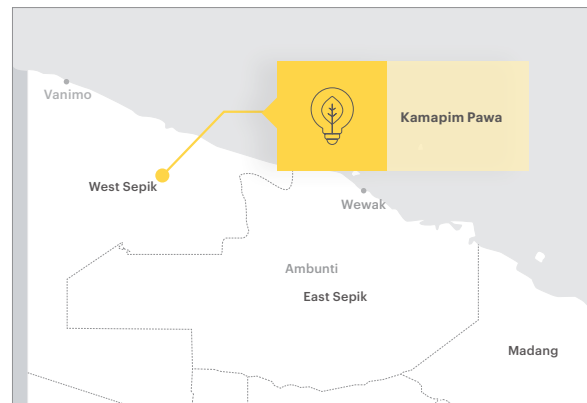 Vanimo
Kamapim Pawa
West Sepik
Wewak
Ambunti
East Sepik
Madang